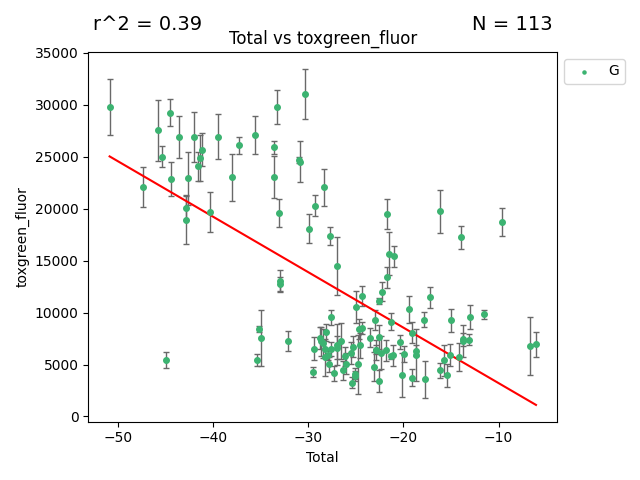 r^2 = 0.39
N = 113
Total vs toxgreen_fluor
G
35000
30000
25000
20000
15000
10000
5000
0
toxgreen_fluor
−50
−40
−30
−20
−10
Total